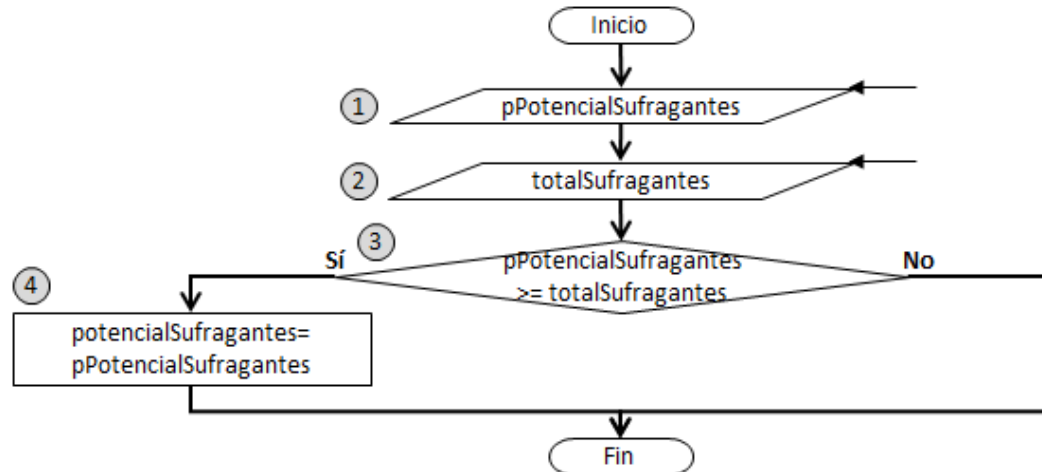 Inicio
1
pPotencialSufragantes
2
totalSufragantes
3
Sí
pPotencialSufragantes
>= totalSufragantes
No
4
potencialSufragantes=
pPotencialSufragantes
Fin